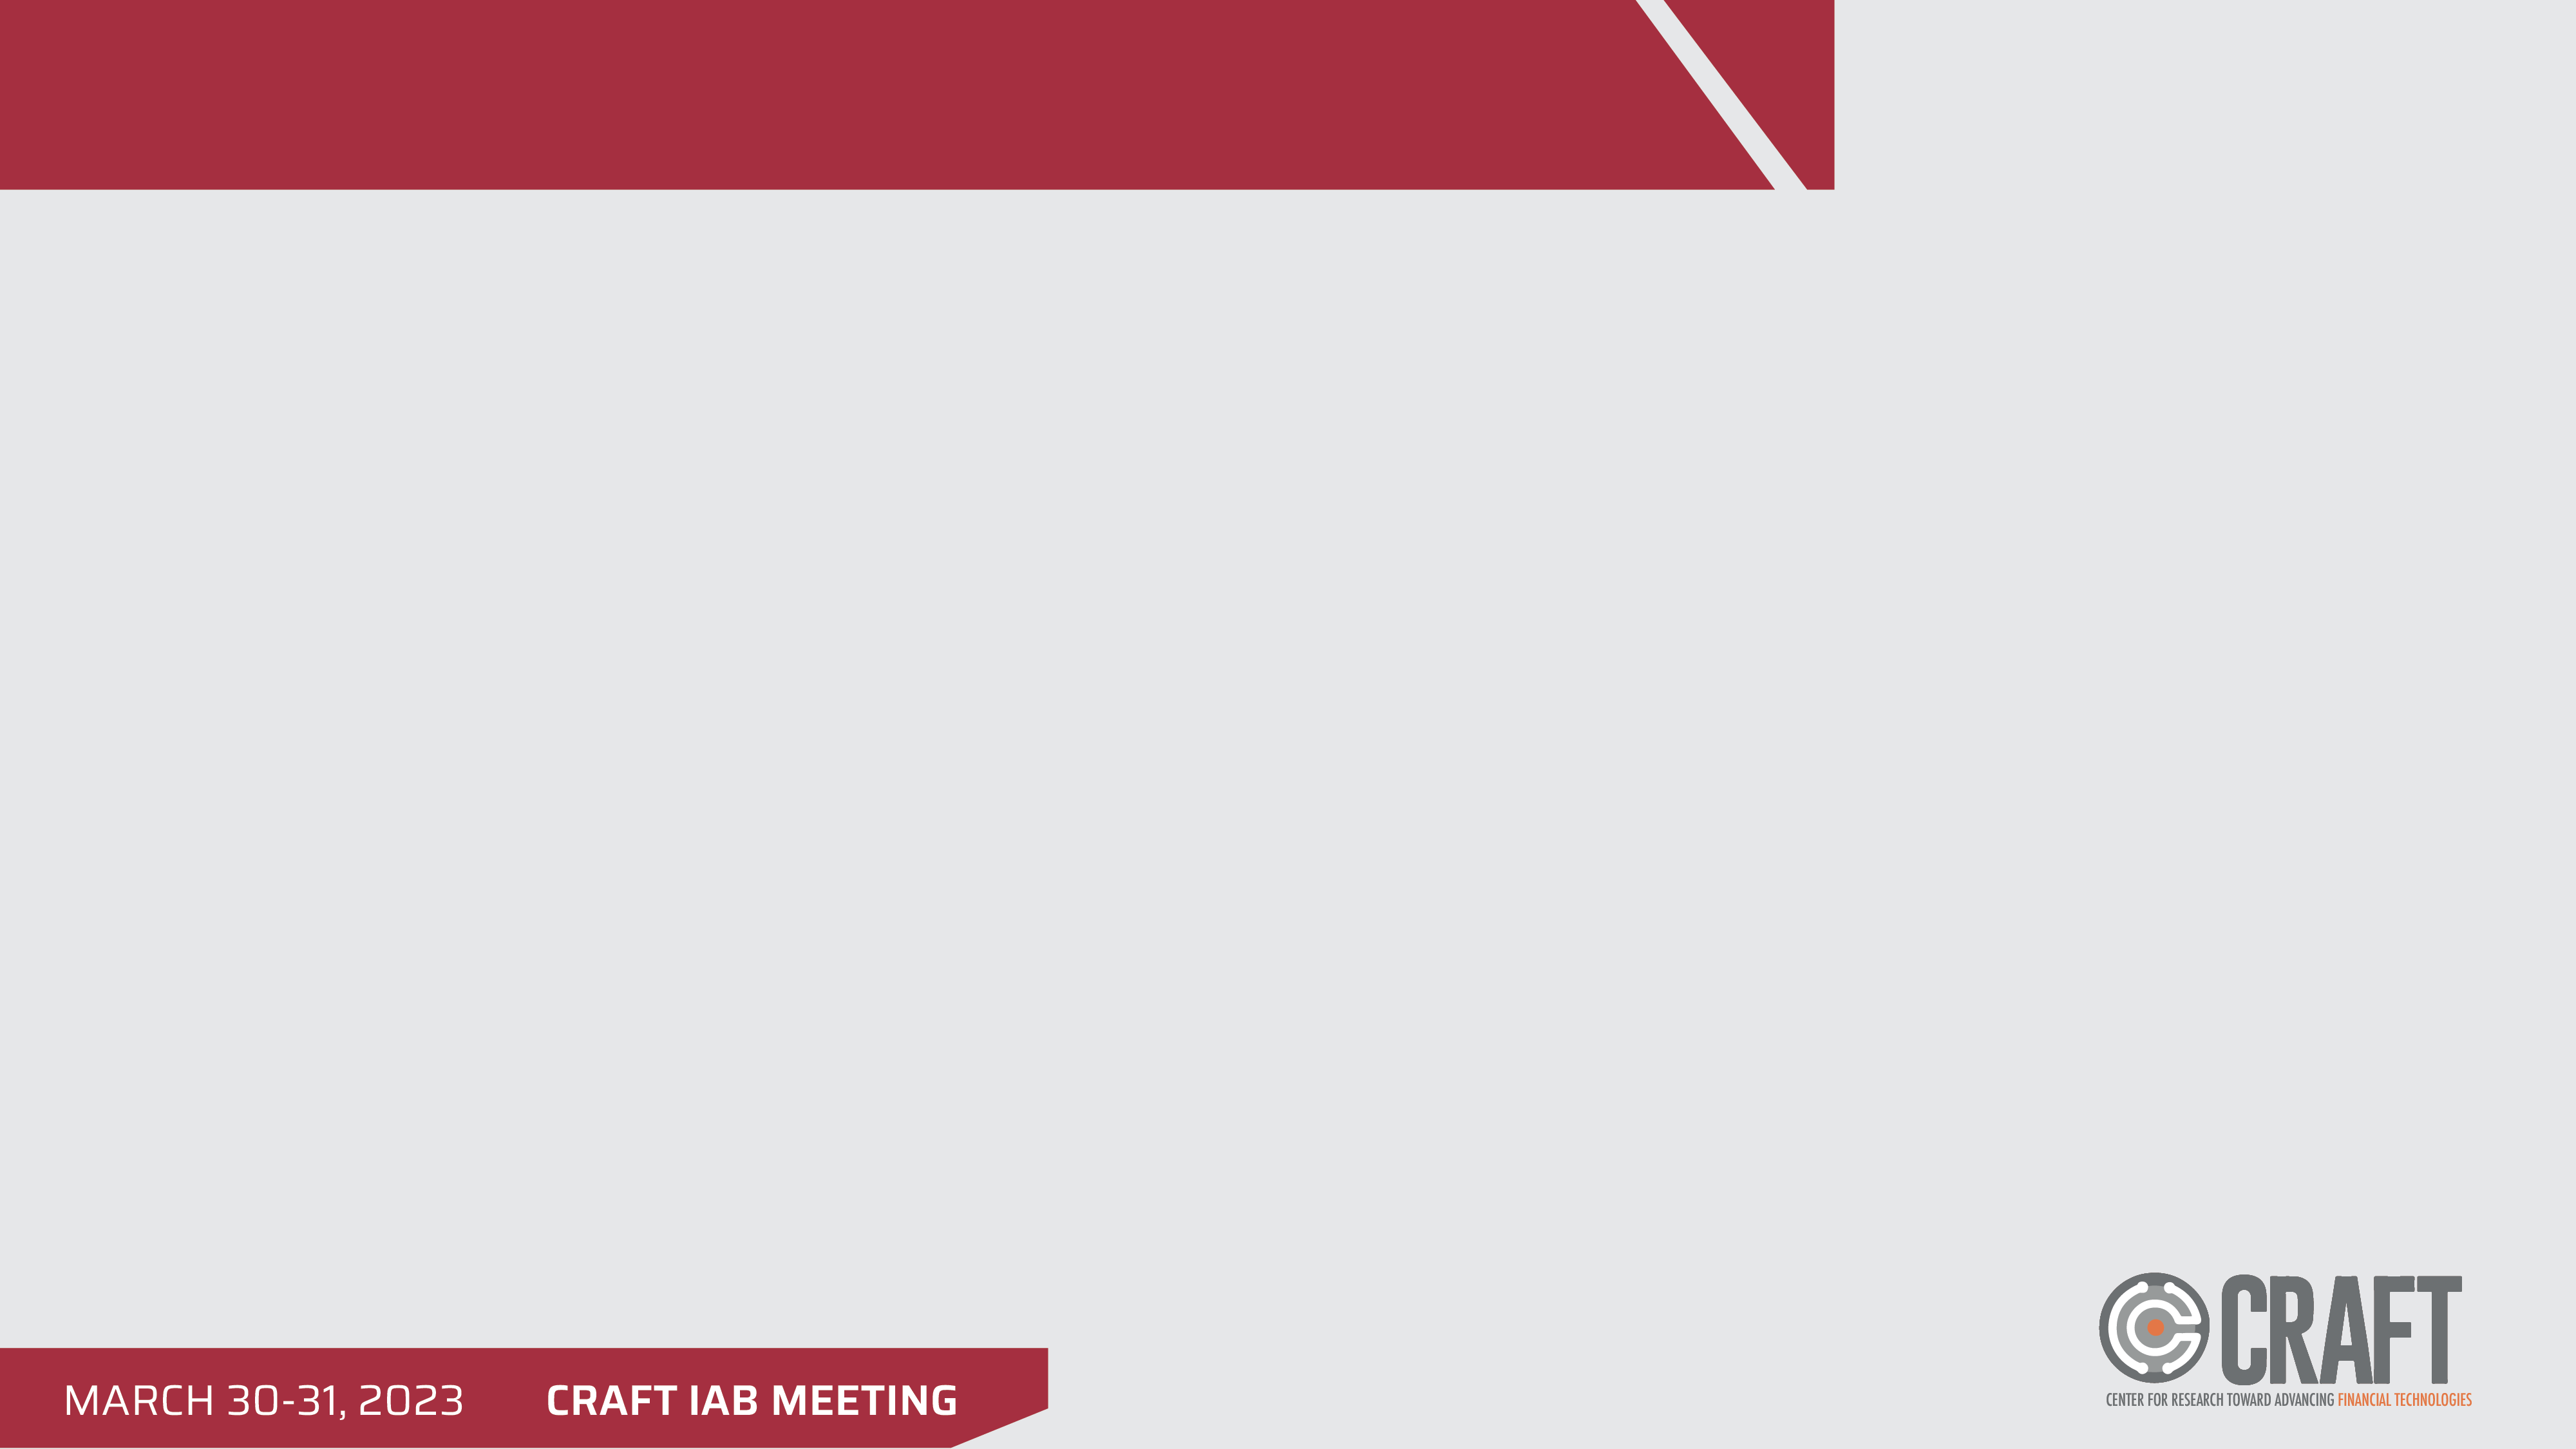 MARCH 30-31, 2023 CRAFT IAB MEETING
CRAFT
CENTER FOR RESEARCH TOWARD ADVANCING FINANCIAL TECHNOLOGIES